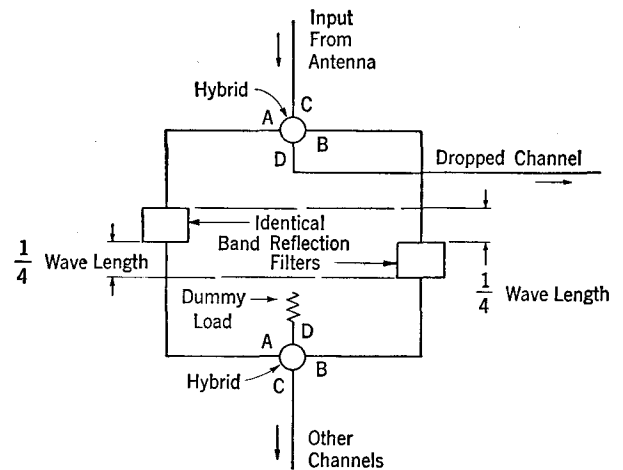 Input
From
Antenna
Hybrid
C
A
B
D
Dropped Channel
Identical
Band Reflection
Filters
1/4 Wave Length
1/4 Wave Length
Dummy
Load
D
A
B
Hybrid
C
Other
Channels